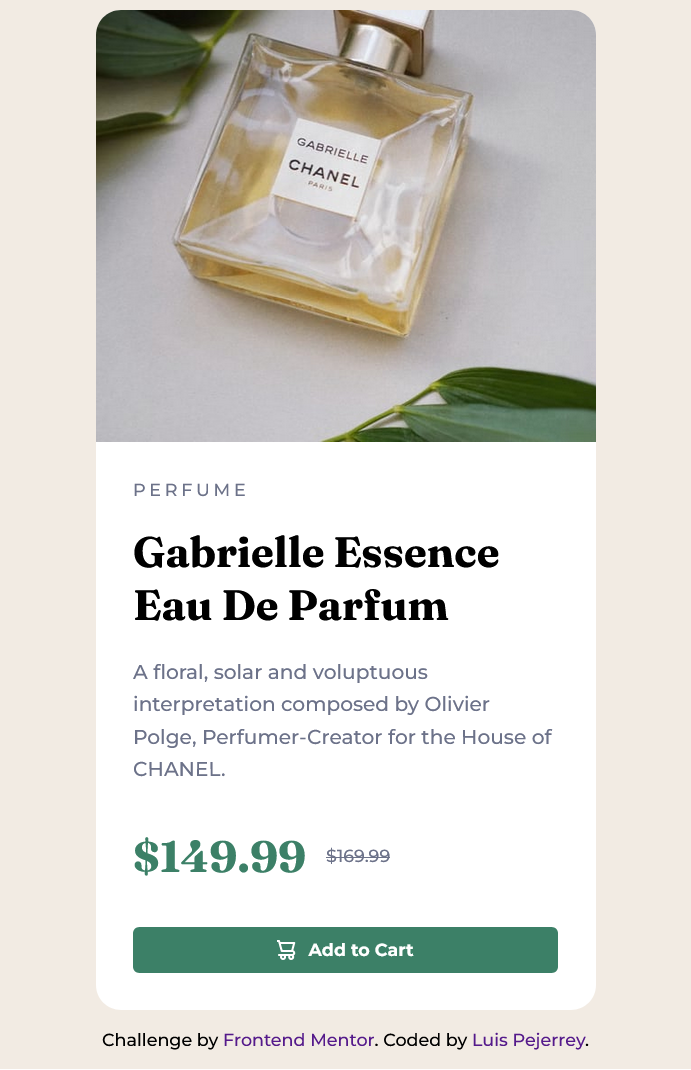 GABRIELLE
CHANEL
PARIS
PERFUME
Gabrielle Essence
Eau De Parfum
A floral, solar and voluptuous
interpretation composed by Olivier
Polge, Perfumer-Creator for the House of
CHANEL.
$149.99 $169.99
Add to Cart
Challenge by Frontend Mentor. Coded by Luis Pejerrey.